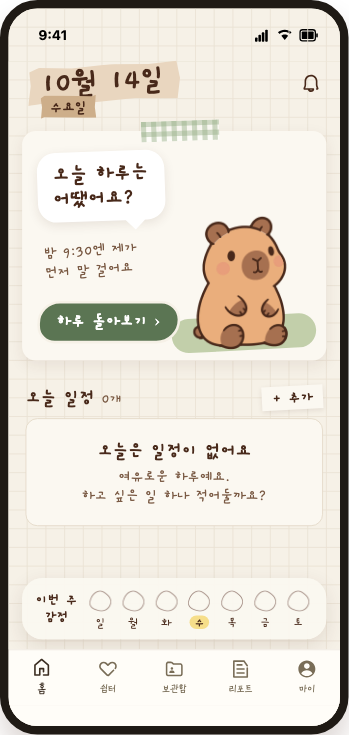 9:41
10월 14일
수요일
오늘 하루는
어땠어요?
밤 9:30엔 제가
먼저 말 걸어요
하루 돌아보기 >
오늘 일정 0개
+ 추가
오늘은 일정이 없어요
여유로운 하루예요.
하고 싶은 일 하나 적어둘까요?
이번 주
감정
일 월 화 수 목 금 토
홈 쉼터 보관함 리포트 마이